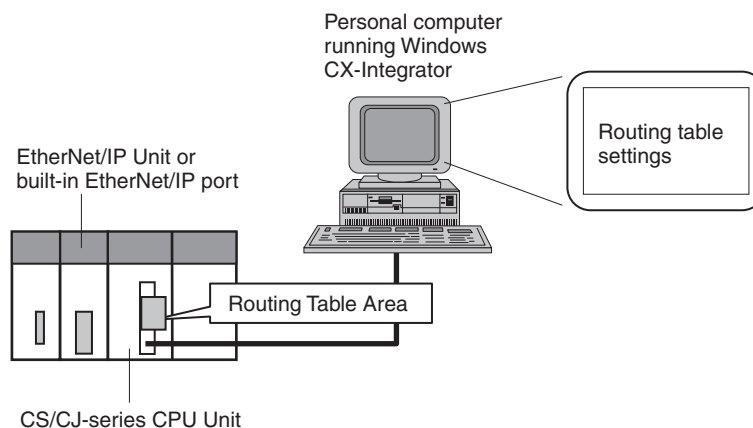 Personal computer
running Windows
CX-Integrator
Routing table
settings
EtherNet/IP Unit or
built-in EtherNet/IP port
Routing Table Area
CS/CJ-series CPU Unit